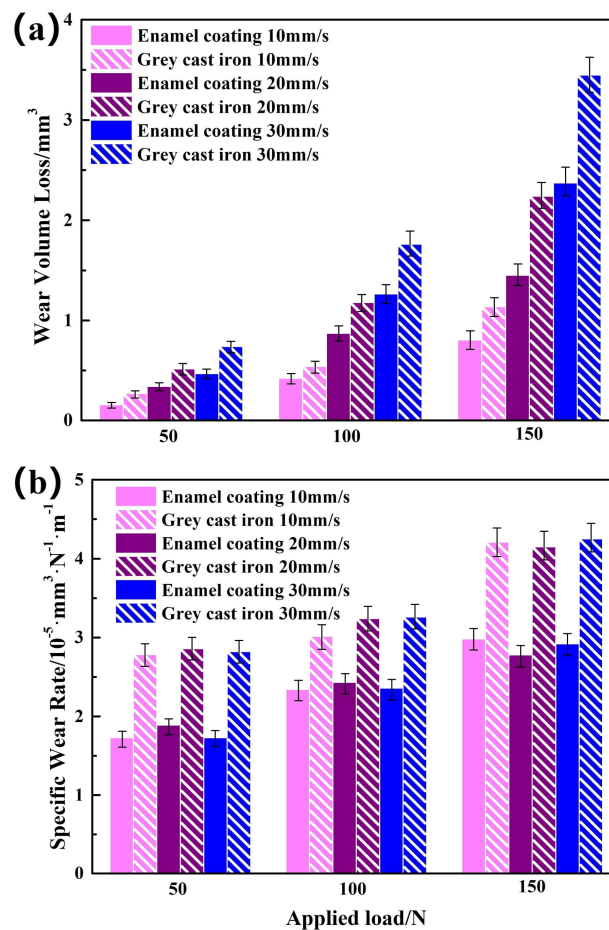 (a)
Enamel coating 10mm/s
Grey cast iron 10mm/s
Enamel coating 20mm/s
Grey cast iron 20mm/s
Enamel coating 30mm/s
Grey cast iron 30mm/s
Wear Volume Loss/mm³
4
3
2
1
0
50 100 150
(b)
Enamel coating 10mm/s
Grey cast iron 10mm/s
Enamel coating 20mm/s
Grey cast iron 20mm/s
Enamel coating 30mm/s
Grey cast iron 30mm/s
Specific Wear Rate/10⁻⁵·mm³·N⁻¹·m⁻¹
5
4
3
2
1
0
50 100 150
Applied load/N